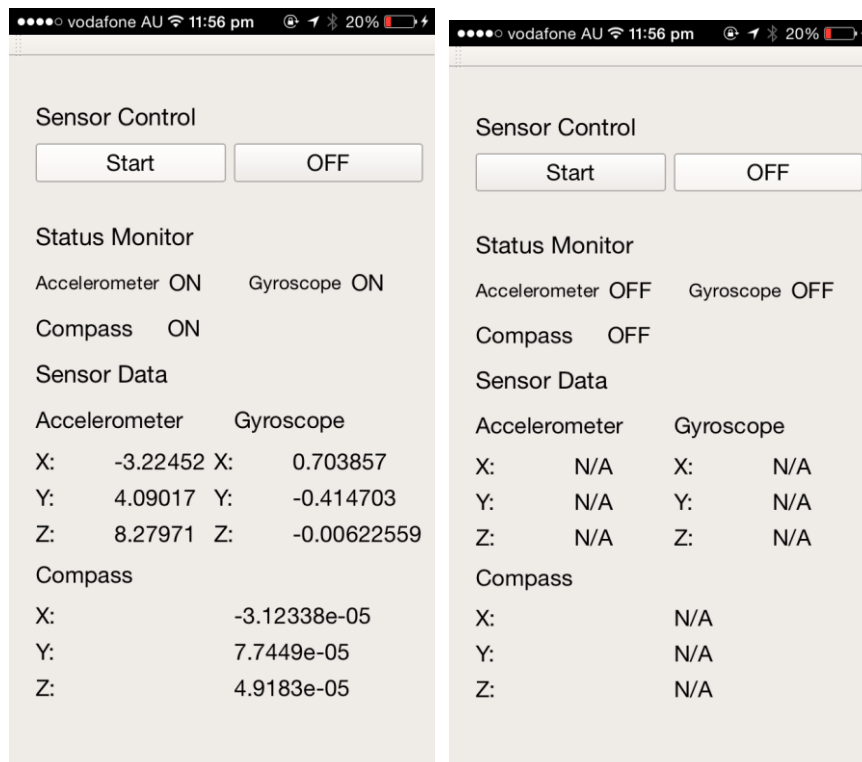 vodafone AU 11:56 pm 20%
Sensor Control
Start OFF
Status Monitor
Accelerometer ON Gyroscope ON
Compass ON
Sensor Data
Accelerometer Gyroscope
X: -3.22452 X: 0.703857
Y: 4.09017 Y: -0.414703
Z: 8.27971 Z: -0.00622559
Compass
X: -3.12338e-05
Y: 7.7449e-05
Z: 4.9183e-05
vodafone AU 11:56 pm 20%
Sensor Control
Start OFF
Status Monitor
Accelerometer OFF Gyroscope OFF
Compass OFF
Sensor Data
Accelerometer Gyroscope
X: N/A X: N/A
Y: N/A Y: N/A
Z: N/A Z: N/A
Compass
X: N/A
Y: N/A
Z: N/A